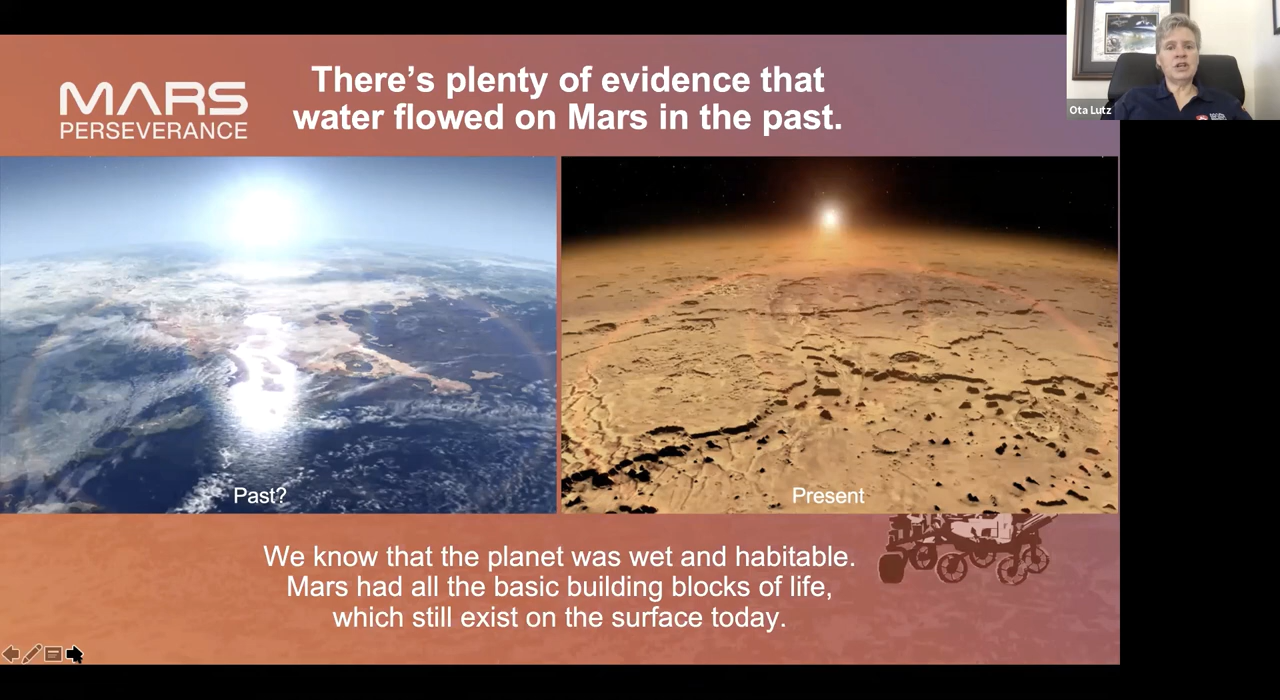 MARS
PERSEVERANCE
There’s plenty of evidence that
water flowed on Mars in the past.
Ota Lutz
Past?
Present
We know that the planet was wet and habitable.
Mars had all the basic building blocks of life,
which still exist on the surface today.